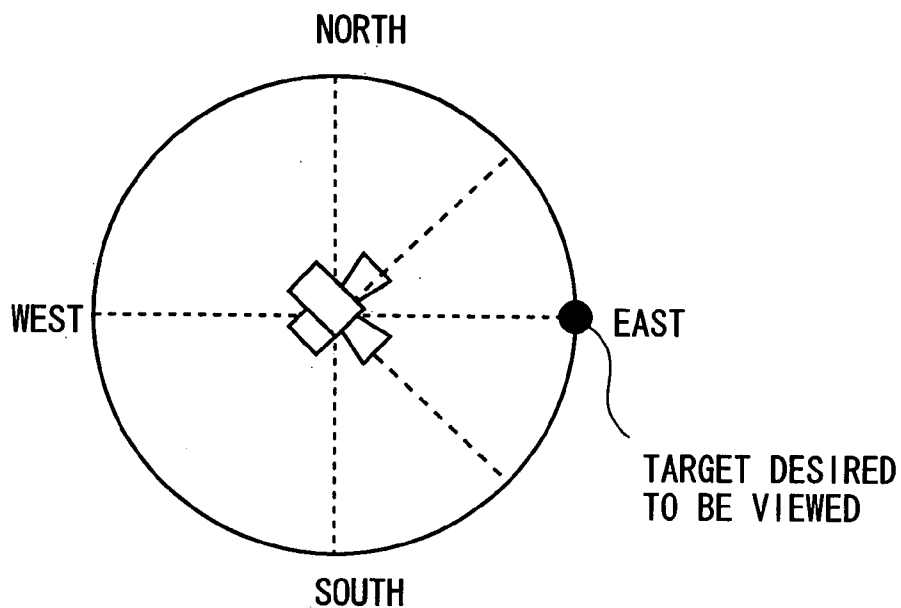 NORTH
WEST
EAST
TARGET DESIRED
TO BE VIEWED
SOUTH